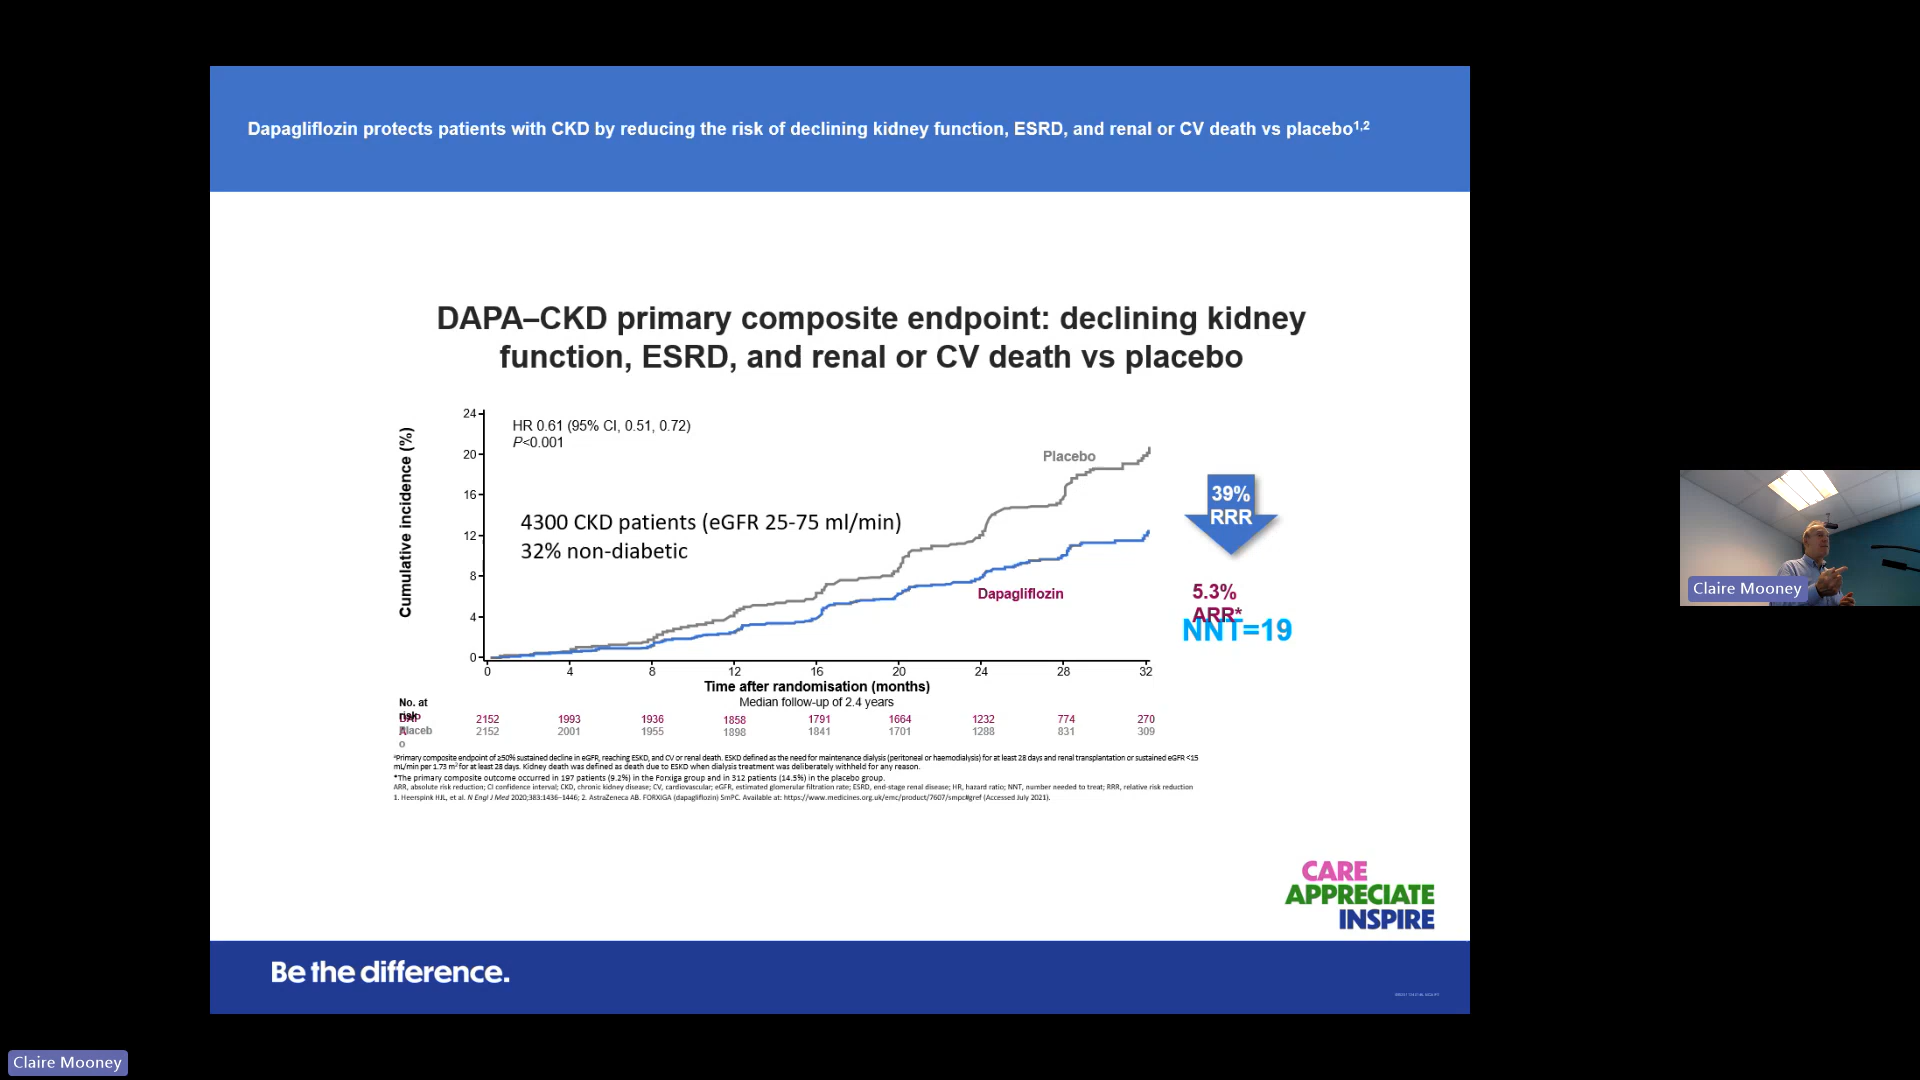 Dapagliflozin protects patients with CKD by reducing the risk of declining kidney function, ESRD, and renal or CV death vs placebo1,2
DAPA–CKD primary composite endpoint: declining kidney
function, ESRD, and renal or CV death vs placebo
Cumulative incidence (%)
24
20
16
12
8
4
0
HR 0.61 (95% CI, 0.51, 0.72)
P<0.001
4300 CKD patients (eGFR 25-75 ml/min)
32% non-diabetic
Placebo
Dapagliflozin
39%
RRR
5.3%
ARR*
NNT=19
0 4 8 12 16 20 24 28 32
Time after randomisation (months)
Median follow-up of 2.4 years
No. at
risk
2152 1993 1936 1858 1791 1664 1232 774 270
Placeb
o
2152 2001 1955 1898 1841 1701 1288 831 309
Primary composite endpoint of ≥50% sustained decline in eGFR, reaching ESKD, and CV or renal death. ESKD defined as the need for maintenance dialysis (peritoneal or haemodialysis) for at least 28 days and renal transplantation or sustained eGFR <15
mL/min per 1.73 m2 for at least 28 days. Kidney death was defined as death due to ESKD when dialysis treatment was deliberately withheld for any reason.
*The primary composite outcome occurred in 197 patients (9.2%) in the Forxiga group and in 312 patients (14.5%) in the placebo group.
ARR, absolute risk reduction; CI confidence interval; CKD, chronic kidney disease; CV, cardiovascular; eGFR, estimated glomerular filtration rate; ESRD, end-stage renal disease; HR, hazard ratio; NNT, number needed to treat; RRR, relative risk reduction
1. Heerspink HJL, et al. N Engl J Med 2020;383:1436–1446; 2. AstraZeneca AB. FORXIGA (dapagliflozin) SmPC. Available at: https://www.medicines.org.uk/emc/product/7607/smpc#gref (Accessed July 2021).
CARE
APPRECIATE
INSPIRE
Be the difference.
Claire Mooney
Claire Mooney